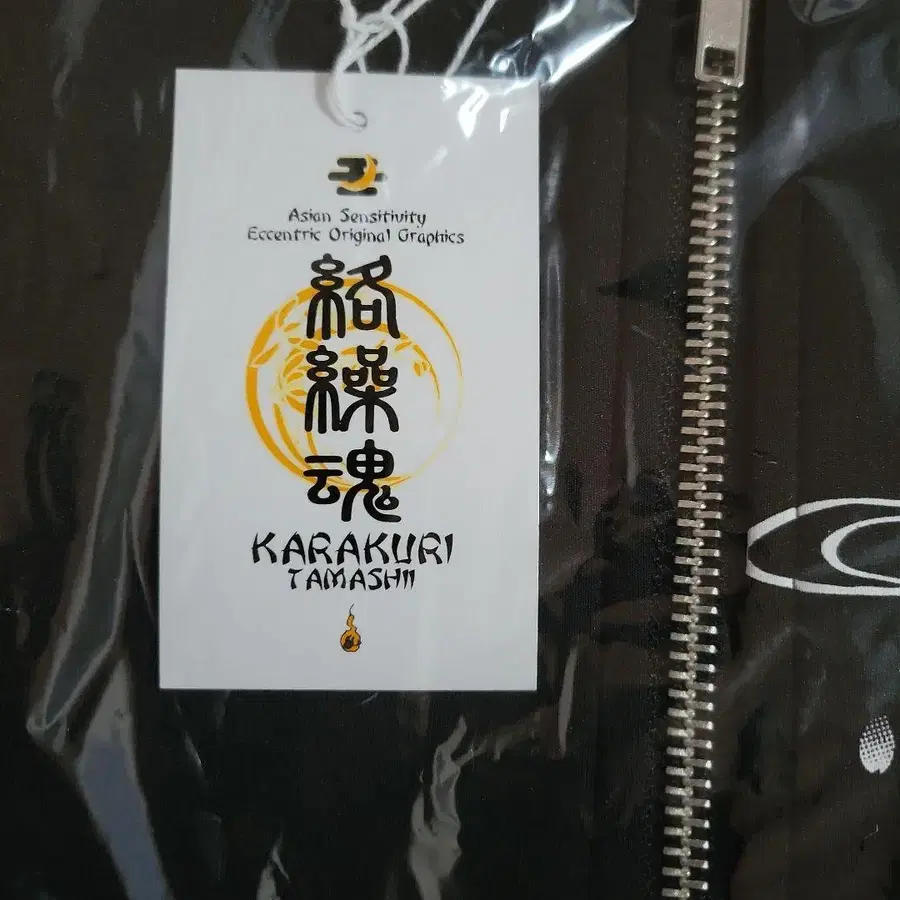 Asian Sensitivity
Eccentric Original Graphics
絡繰魂
KARAKURI
TAMASHII